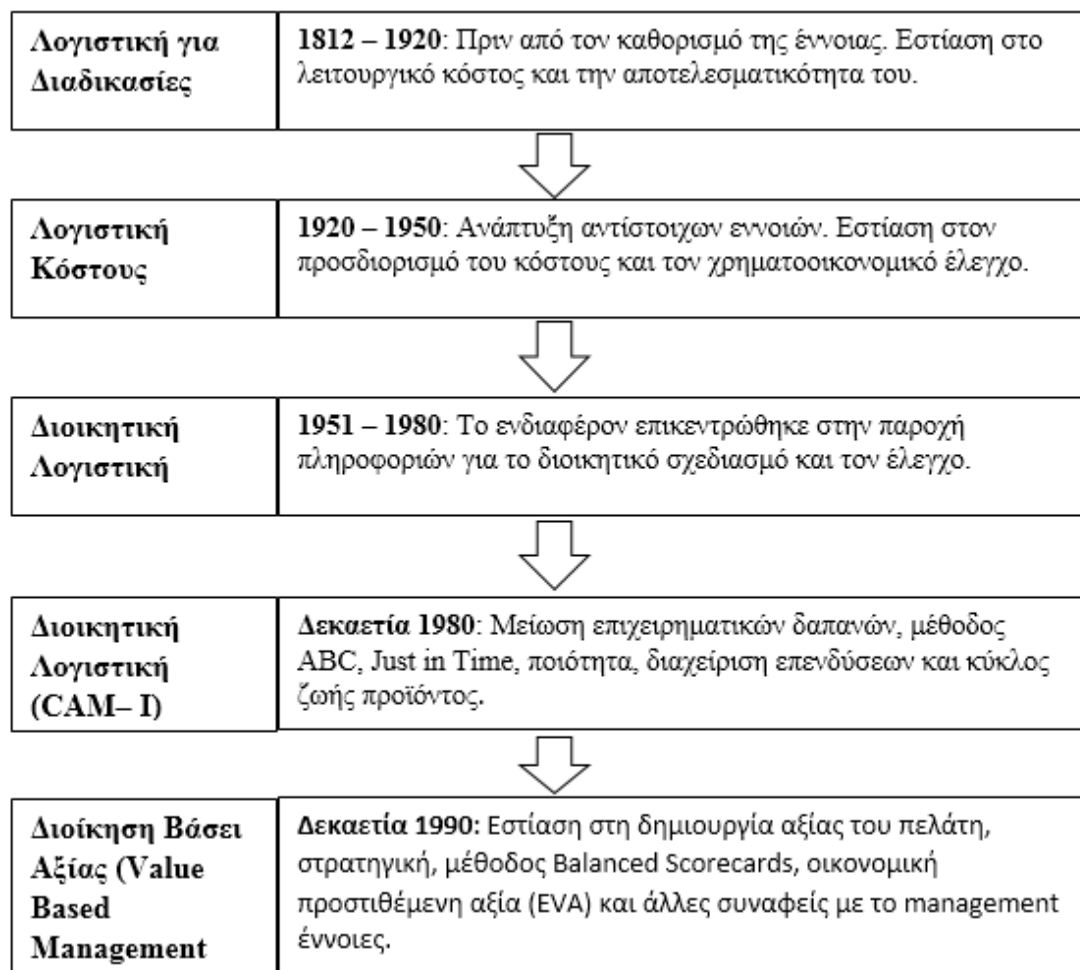 Λογιστική για
Διαδικασίες
1812 – 1920: Πριν από τον καθορισμό της έννοιας. Εστίαση στο
λειτουργικό κόστος και την αποτελεσματικότητα του.
Λογιστική
Κόστους
1920 – 1950: Ανάπτυξη αντίστοιχων εννοιών. Εστίαση στον
προσδιορισμό του κόστους και τον χρηματοοικονομικό έλεγχο.
Διοικητική
Λογιστική
1951 – 1980: Το ενδιαφέρον επικεντρώθηκε στην παροχή
πληροφοριών για το διοικητικό σχεδιασμό και τον έλεγχο.
Διοικητική
Λογιστική
(CAM– I)
Δεκαετία 1980: Μείωση επιχειρηματικών δαπανών, μέθοδος
ABC, Just in Time, ποιότητα, διαχείριση επενδύσεων και κύκλος
ζωής προϊόντος.
Διοίκηση Βάσει
Αξίας (Value
Based
Management
Δεκαετία 1990: Εστίαση στη δημιουργία αξίας του πελάτη,
στρατηγική, μέθοδος Balanced Scorecards, οικονομική
προστιθέμενη αξία (EVA) και άλλες συναφείς με το management
έννοιες.